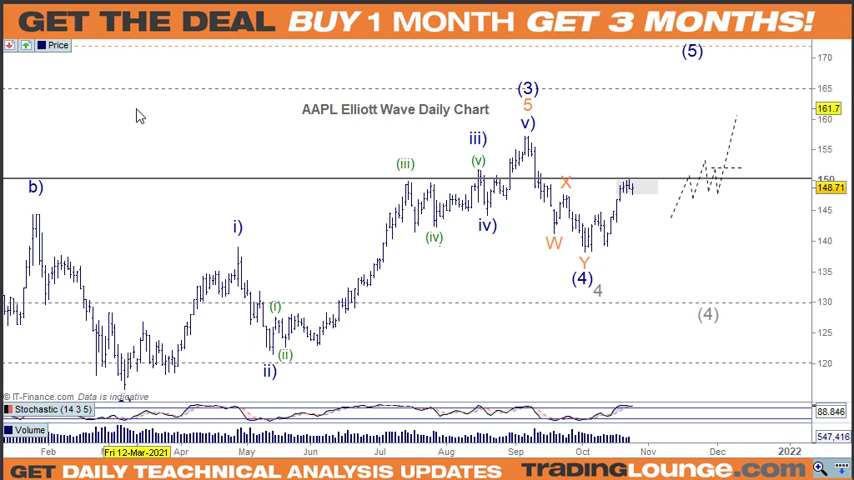 GET THE DEAL BUY 1 MONTH GET 3 MONTHS!
Price
(5)
170
165
(3)
161.7
5
AAPL Elliott Wave Daily Chart
160
v)
iii)
155
(iii)
(v)
X
150
b)
148.71
i)
iv)
145
(iv)
W
140
Y
(4)
135
4
(i)
130
(4)
(ii)
125
ii)
120
© IT-Finance.com Data is indicative
Stochastic (14 3 5)
88.846
Volume
547,416
Fri 12-Mar-2021
Apr
May
Jun
Jul
Aug
Sep
Oct
Nov
Dec
2022
GET DAILY TEACHNICAL ANALYSIS UPDATES TRADINGLOUNGE.com